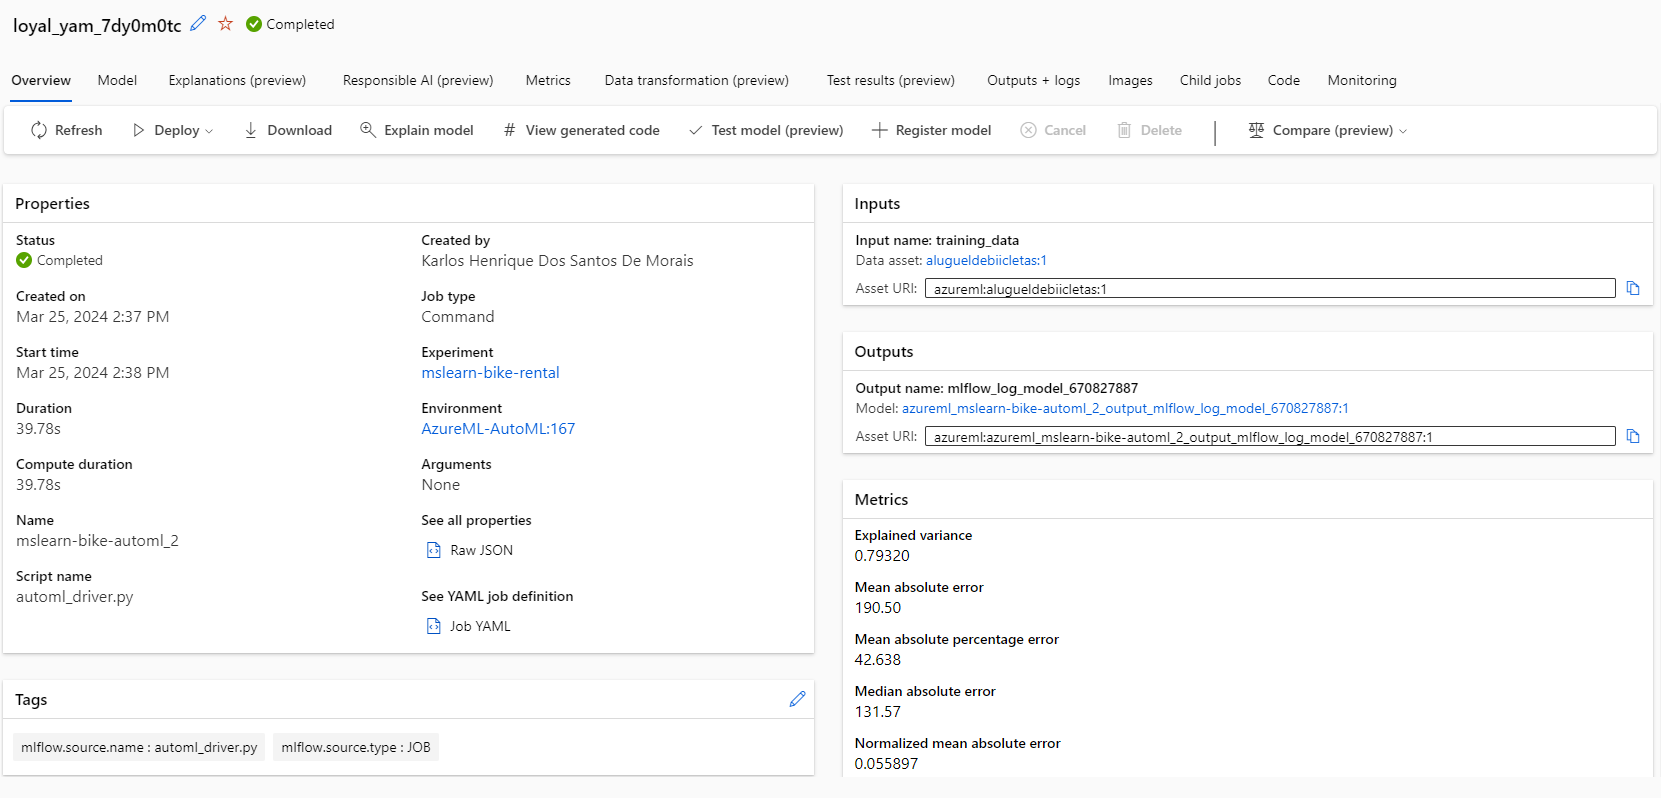 loyal_yam_7dy0m0tc Completed
Overview Model Explanations (preview) Responsible AI (preview) Metrics Data transformation (preview) Test results (preview) Outputs + logs Images Child jobs Code Monitoring
Refresh Deploy Download Explain model View generated code Test model (preview) Register model Cancel Delete Compare (preview)
Properties
Status
Completed
Created on
Mar 25, 2024 2:37 PM
Start time
Mar 25, 2024 2:38 PM
Duration
39.78s
Compute duration
39.78s
Name
mslearn-bike-automl_2
Script name
automl_driver.py
Created by
Karlos Henrique Dos Santos De Morais
Job type
Command
Experiment
mslearn-bike-rental
Environment
AzureML-AutoML:167
Arguments
None
See all properties
Raw JSON
See YAML job definition
Job YAML
Tags
mlflow.source.name : automl_driver.py mlflow.source.type : JOB
Inputs
Input name: training_data
Data asset: alugueldebiicletas:1
Asset URI: azureml:alugueldebiicletas:1
Outputs
Output name: mlflow_log_model_670827887
Model: azureml_mslearn-bike-automl_2_output_mlflow_log_model_670827887:1
Asset URI: azureml:azureml_mslearn-bike-automl_2_output_mlflow_log_model_670827887:1
Metrics
Explained variance
0.79320
Mean absolute error
190.50
Mean absolute percentage error
42.638
Median absolute error
131.57
Normalized mean absolute error
0.055897